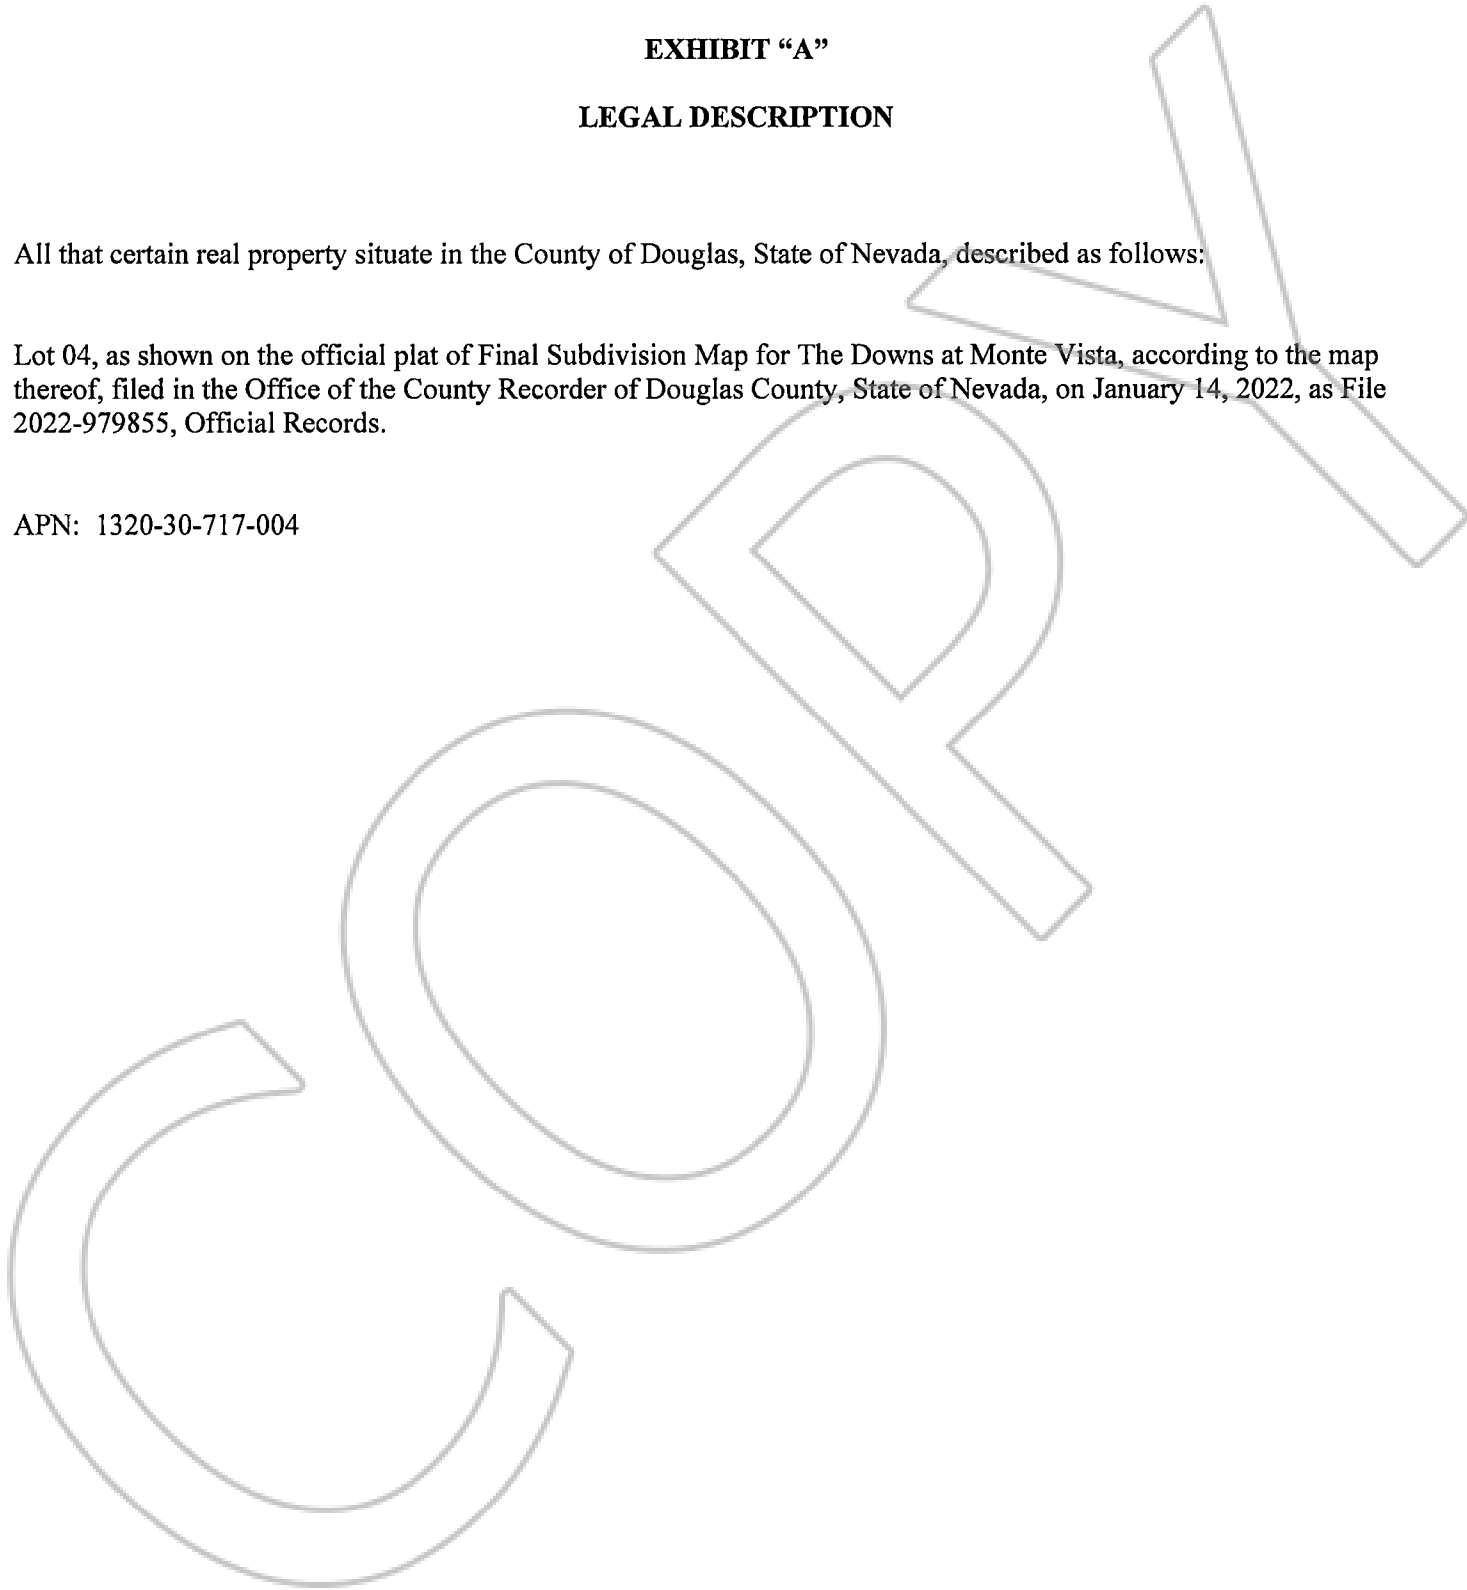 EXHIBIT “A”
LEGAL DESCRIPTION
All that certain real property situate in the County of Douglas, State of Nevada, described as follows:
Lot 04, as shown on the official plat of Final Subdivision Map for The Downs at Monte Vista, according to the map
thereof, filed in the Office of the County Recorder of Douglas County, State of Nevada, on January 14, 2022, as File
2022-979855, Official Records.
APN: 1320-30-717-004
COPY